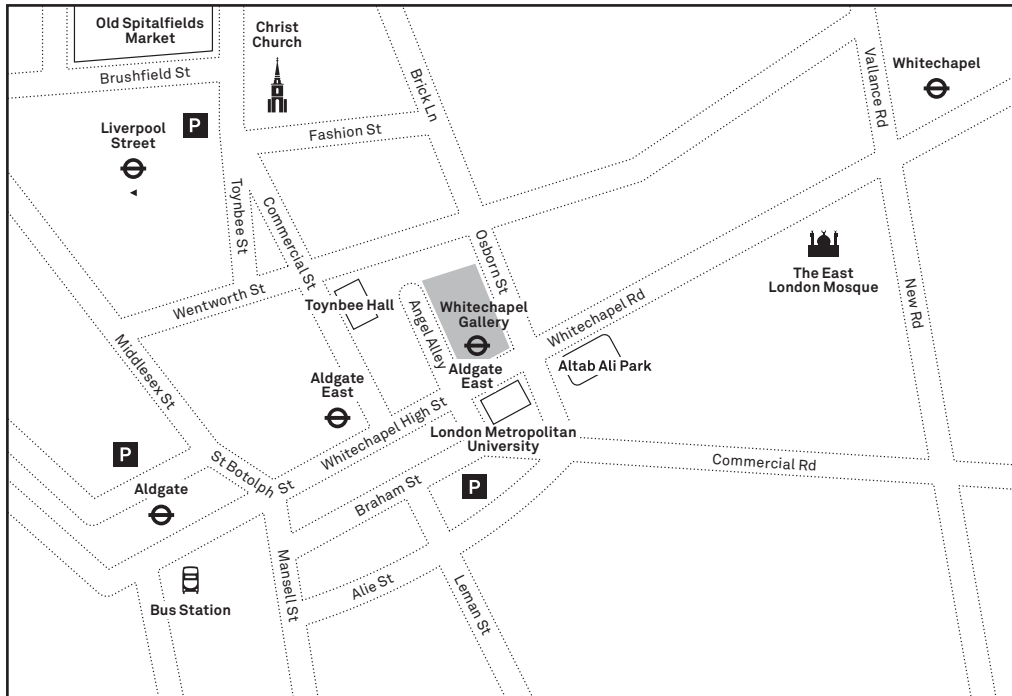 Old Spitalfields
Market
Christ
Church
Brushfield St
Brick Ln
Vallance Rd
Whitechapel
P
Liverpool
Street
Fashion St
Toynbee St
Commercial St
Osborn St
The East
London Mosque
New Rd
Wentworth St
Toynbee Hall
Angel Alley
Whitechapel
Gallery
Whitechapel Rd
Middlesex St
Aldgate
East
Aldgate
East
Altab Ali Park
Whitechapel High St
London Metropolitan
University
P
St Botolph St
Commercial Rd
Aldgate
Braham St
P
Mansell St
Alie St
Leman St
Bus Station